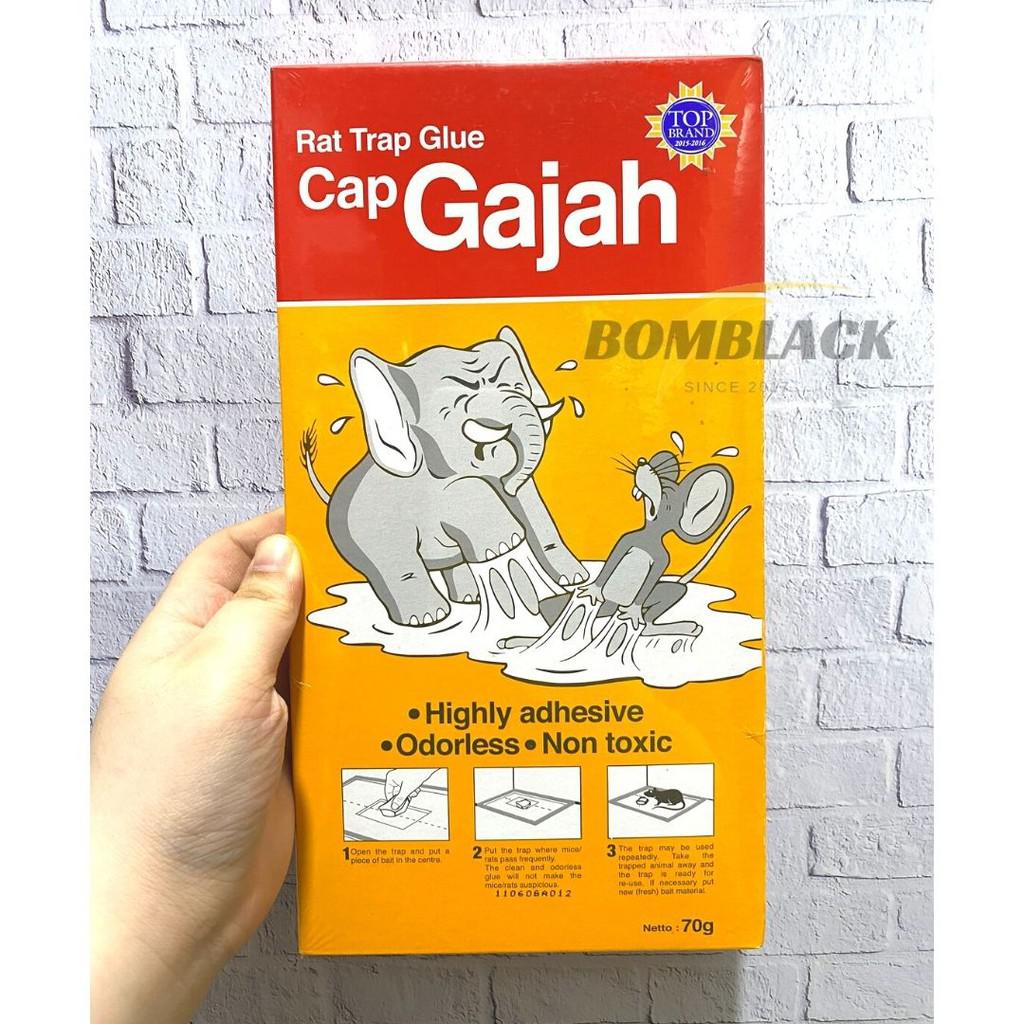 TOP
BRAND
2015-2016
Rat Trap Glue
Cap Gajah
BOMBLACK
SINCE 2017
•Highly adhesive
•Odorless •Non toxic
1 Open the trap and put a
piece of bait in the centre.
2 Put the trap where mice/
rats pass frequently.
The clean and odorless
glue will not make the
mice/rats suspicious.
110608A012
3 The trap may be used
repeatedly. Take the
trapped animal away and
the trap is ready for
re-use. If necessary put
new (fresh) bait material.
Netto : 70g